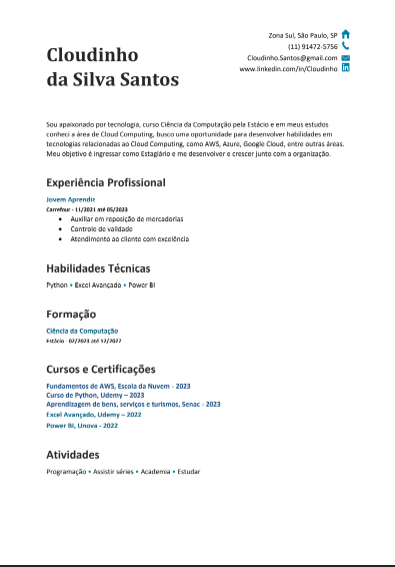 Cloudinho
da Silva Santos
Zona Sul, São Paulo, SP
(11) 91472-5756
Cloudinho.Santos@gmail.com
www.linkedin.com/in/Cloudinho
Sou apaixonado por tecnologia, curso Ciência da Computação pela Estácio e em meus estudos
conheci a área de Cloud Computing, busco uma oportunidade para desenvolver habilidades em
tecnologias relacionadas ao Cloud Computing, como AWS, Azure, Google Cloud, entre outras áreas.
Meu objetivo é ingressar como Estagiário e me desenvolver e crescer junto com a organização.
Experiência Profissional
Jovem Aprendiz
Carrefour - 11/2021 até 05/2023
• Auxiliar em reposição de mercadorias
• Controle de validade
• Atendimento ao cliente com excelência
Habilidades Técnicas
Python • Excel Avançado • Power BI
Formação
Ciência da Computação
Estácio - 02/2023 até 12/2027
Cursos e Certificações
Fundamentos de AWS, Escola da Nuvem - 2023
Curso de Python, Udemy – 2023
Aprendizagem de bens, serviços e turismos, Senac - 2023
Excel Avançado, Udemy – 2022
Power BI, Unova - 2022
Atividades
Programação • Assistir séries • Academia • Estudar